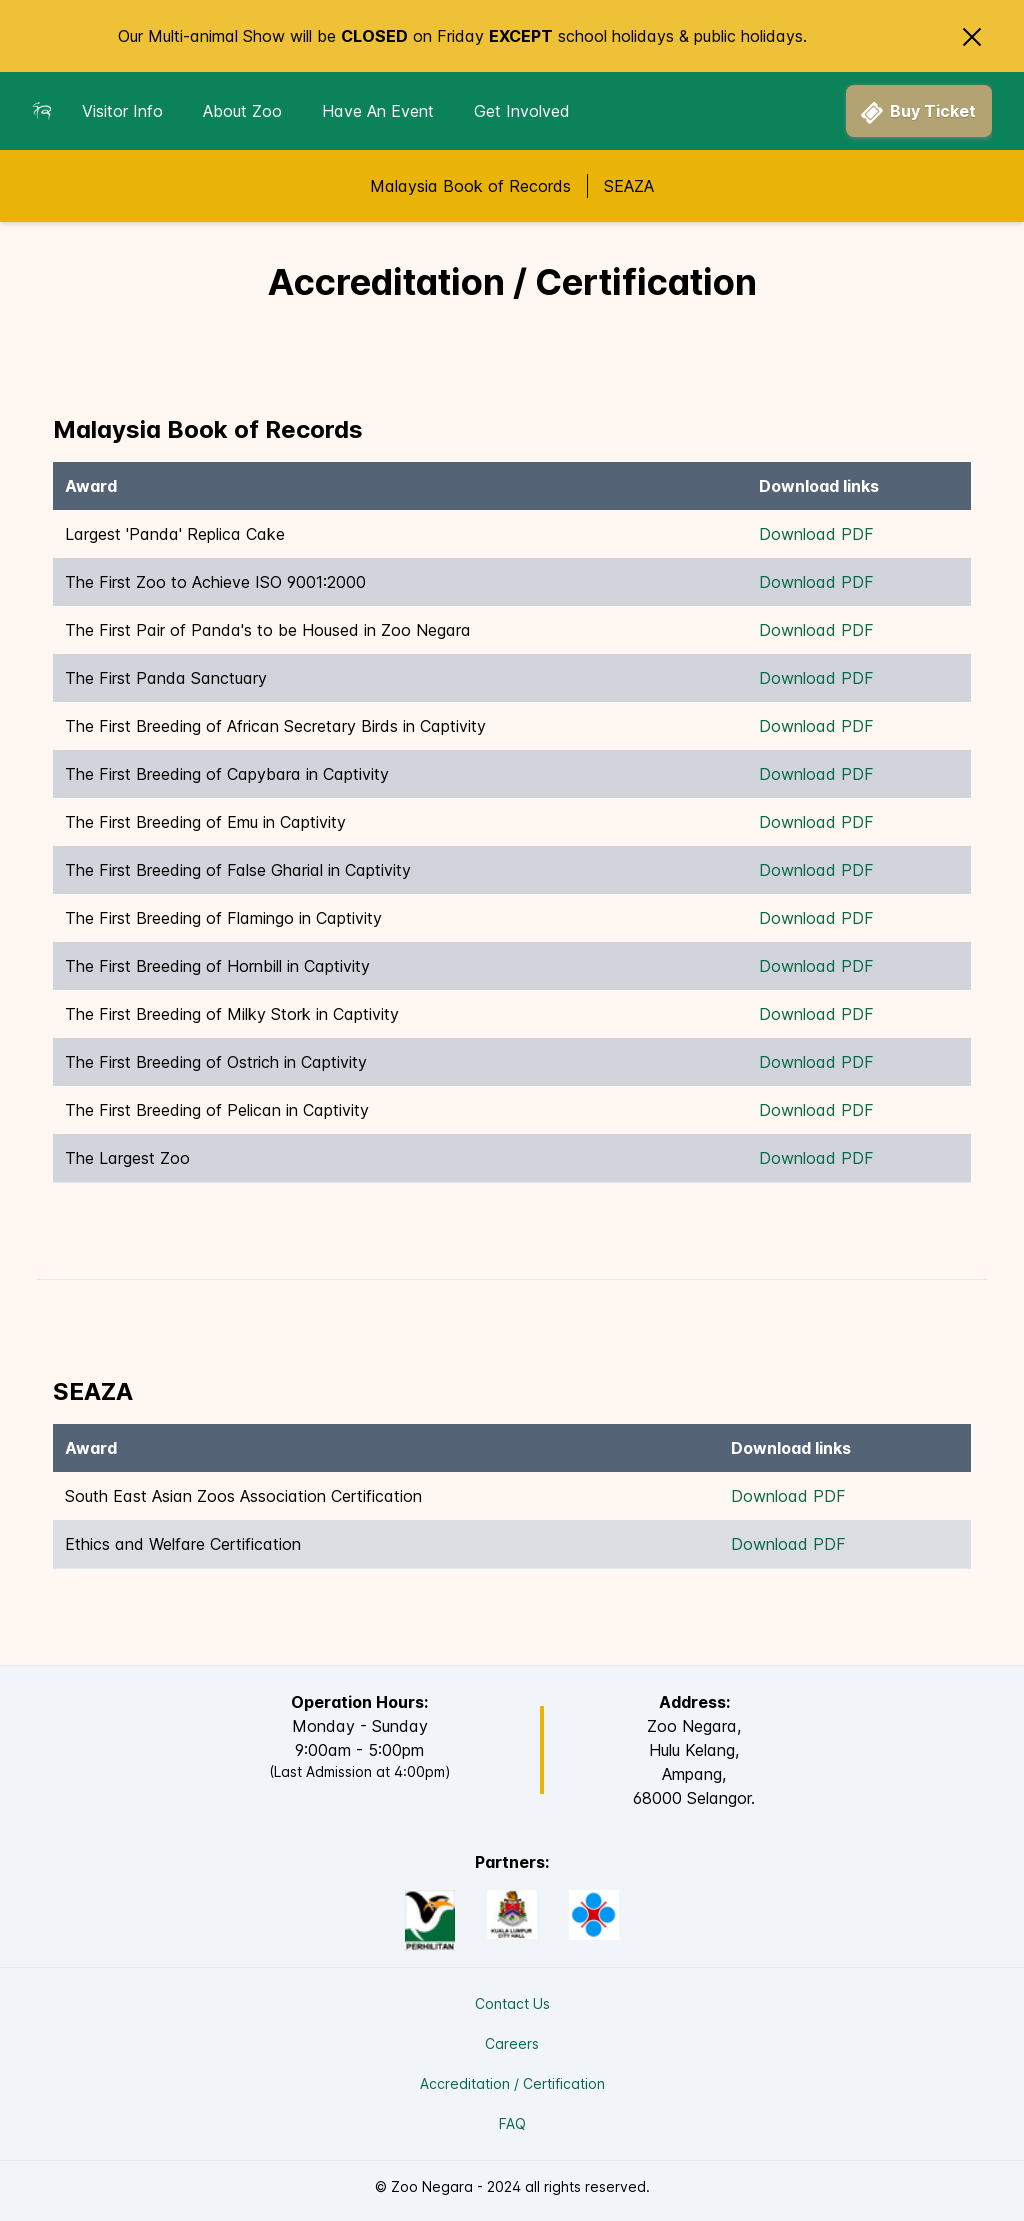 Our Multi-animal Show will be CLOSED on Friday EXCEPT school holidays & public holidays.
Visitor Info About Zoo Have An Event Get Involved Buy Ticket
Malaysia Book of Records SEAZA
Accreditation / Certification
Malaysia Book of Records
Award Download links
Largest 'Panda' Replica Cake Download PDF
The First Zoo to Achieve ISO 9001:2000 Download PDF
The First Pair of Panda's to be Housed in Zoo Negara Download PDF
The First Panda Sanctuary Download PDF
The First Breeding of African Secretary Birds in Captivity Download PDF
The First Breeding of Capybara in Captivity Download PDF
The First Breeding of Emu in Captivity Download PDF
The First Breeding of False Gharial in Captivity Download PDF
The First Breeding of Flamingo in Captivity Download PDF
The First Breeding of Hornbill in Captivity Download PDF
The First Breeding of Milky Stork in Captivity Download PDF
The First Breeding of Ostrich in Captivity Download PDF
The First Breeding of Pelican in Captivity Download PDF
The Largest Zoo Download PDF
SEAZA
Award Download links
South East Asian Zoos Association Certification Download PDF
Ethics and Welfare Certification Download PDF
Operation Hours:
Monday - Sunday
9:00am - 5:00pm
(Last Admission at 4:00pm)
Address:
Zoo Negara,
Hulu Kelang,
Ampang,
68000 Selangor.
Partners:
PERHILITAN
KUALA LUMPUR
CITY HALL
Contact Us
Careers
Accreditation / Certification
FAQ
© Zoo Negara - 2024 all rights reserved.